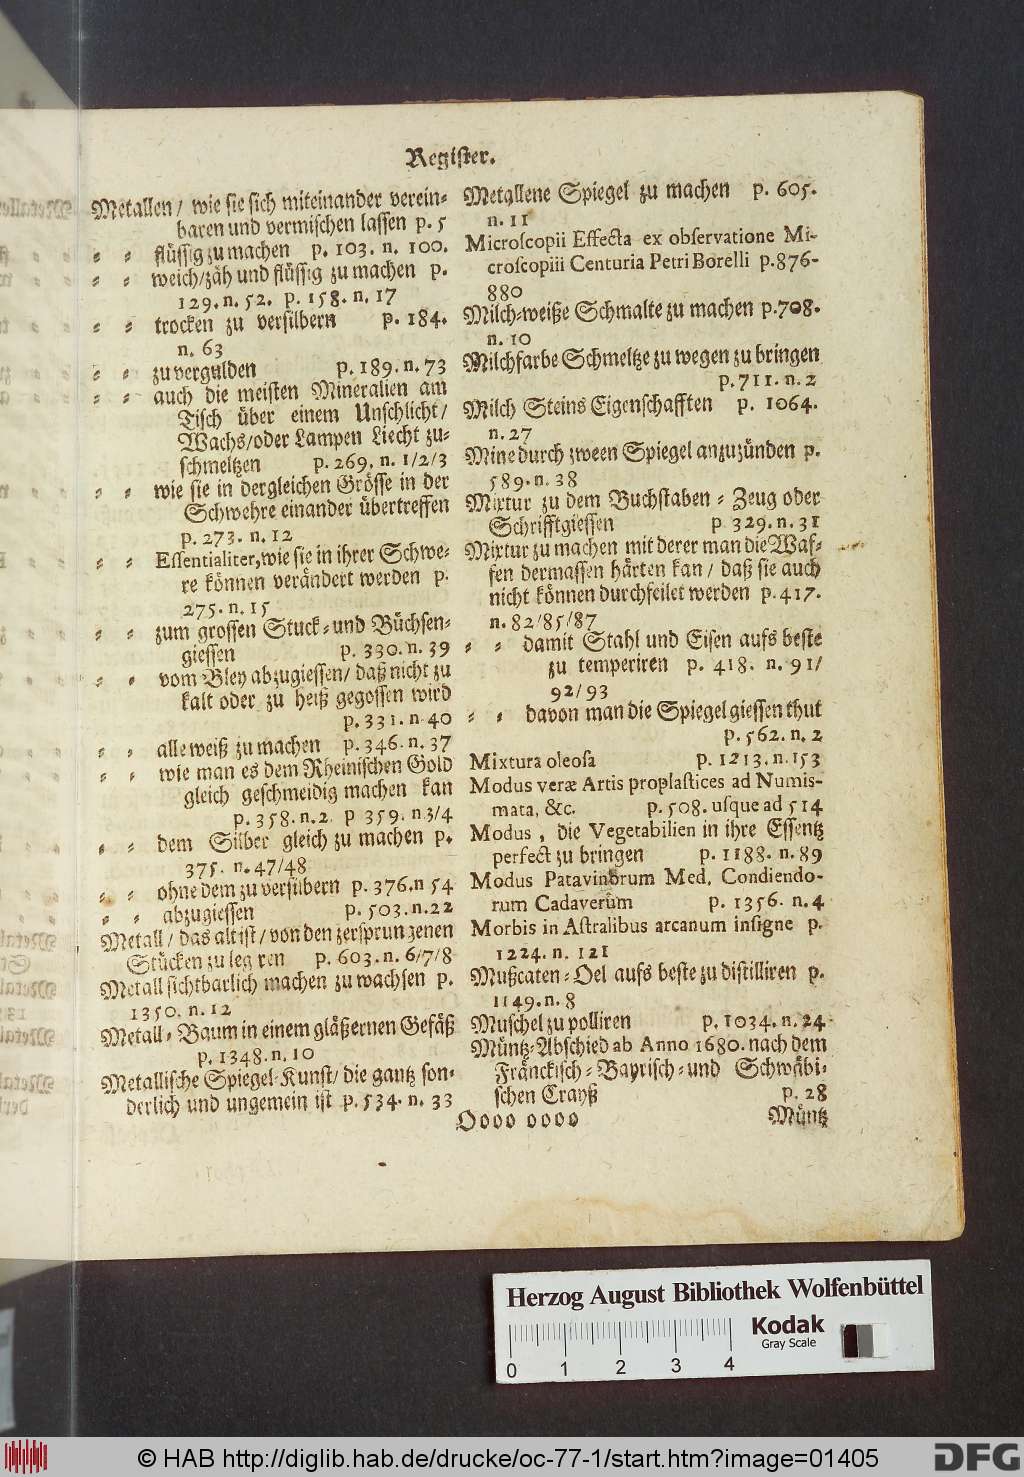 Register.
Metallen / wie sie sich miteinander verein⸗
baren und vermischen lassen p. 5
⸗ ⸗ flüssig zu machen p. 103. n. 100.
⸗ ⸗ weich/zäh und flüssig zu machen p.
129. n. 52. p. 158. n. 17
⸗ ⸗ trocken zu versilbern p. 184.
n. 63
⸗ ⸗ zu vergulden p. 189. n. 73
⸗ ⸗ auch die meisten Mineralien am
Tisch über einem Unschlicht/
Wachs/oder Lampen Liecht zu⸗
schmeltzen p. 269. n. 1/2/3
⸗ ⸗ wie sie in dergleichen Grösse in der
Schwehre einander übertreffen
p. 273. n. 12
⸗ ⸗ Essentialiter, wie sie in ihrer Schwe⸗
re können verändert werden p.
275. n. 15
⸗ ⸗ zum grossen Stuck⸗und Büchsen⸗
giessen p. 330. n. 39
⸗ ⸗ vom Bley abzugiessen/ daß nicht zu
kalt oder zu heiß gegossen wird
p. 331. n 40
⸗ ⸗ alle weiß zu machen p. 346. n. 37
⸗ ⸗ wie man es dem Rheinischen Gold
gleich geschmeidig machen kan
p. 358. n. 2. p 359. n 3/4
⸗ ⸗ dem Silber gleich zu machen p.
375. n. 47/48
⸗ ⸗ ohne dem zu versilbern p. 376. n 54
⸗ ⸗ abzugiessen p. 503. n. 22
Metall / das alt ist / von den zersprungenen
Stücken zu leg ren p. 603. n. 6/7/8
Metall sichtbarlich machen zu wachsen p.
1350. n. 12
Metall⸗Baum in einem gläßernen Gefäß
p. 1348. n. 10
Metallische Spiegel⸗Kunst/ die gantz son⸗
derlich und ungemein ist p. 534. n. 33
Metallene Spiegel zu machen p. 605.
n. 11
Microscopii Effecta ex observatione Mi-
croscopiii Centuria Petri Borelli p. 876-
880
Milch⸗weiße Schmalte zu machen p. 708.
n. 10
Milchfarbe Schmeltze zu wegen zu bringen
p. 711. n. 2
Milch Steins Eigenschafften p. 1064.
n. 27
Mine durch zween Spiegel anzuzünden p.
589. n. 38
Mixtur zu dem Buchstaben⸗Zeug oder
Schrifftgiessen p 329. n. 31
Mixtur zu machen mit derer man die Waf⸗
fen dermassen härten kan / daß sie auch
nicht können durchfeilet werden p. 417.
n. 82/85/87
⸗ ⸗ damit Stahl und Eisen aufs beste
zu temperiren p. 418. n. 91/
92/93
⸗ ⸗ davon man die Spiegel giessen thut
p. 562. n. 2
Mixtura oleosa p. 1213. n. 153
Modus veræ Artis proplastices ad Numis-
mata, &c. p. 508. usque ad 514
Modus, die Vegetabilien in ihre Essentz
perfect zu bringen p. 1188. n. 89
Modus Patavinorum Med. Condiendo-
rum Cadaverum p. 1356. n. 4
Morbis in Astralibus arcanum insigne p.
1224. n. 121
Mußcaten⸗Oel aufs beste zu distilliren p.
1149. n. 8
Muschel zu polliren p. 1034. n. 24
Müntz⸗Abschied ab Anno 1680. nach dem
Fränckisch⸗Bayrisch⸗und Schwäbi⸗
schen Crayß p. 28
Oooo oooo Müntz
Herzog August Bibliothek Wolfenbüttel
Kodak
Gray Scale
0 1 2 3 4
© HAB http://diglib.hab.de/drucke/oc-77-1/start.htm?image=01405
DFG